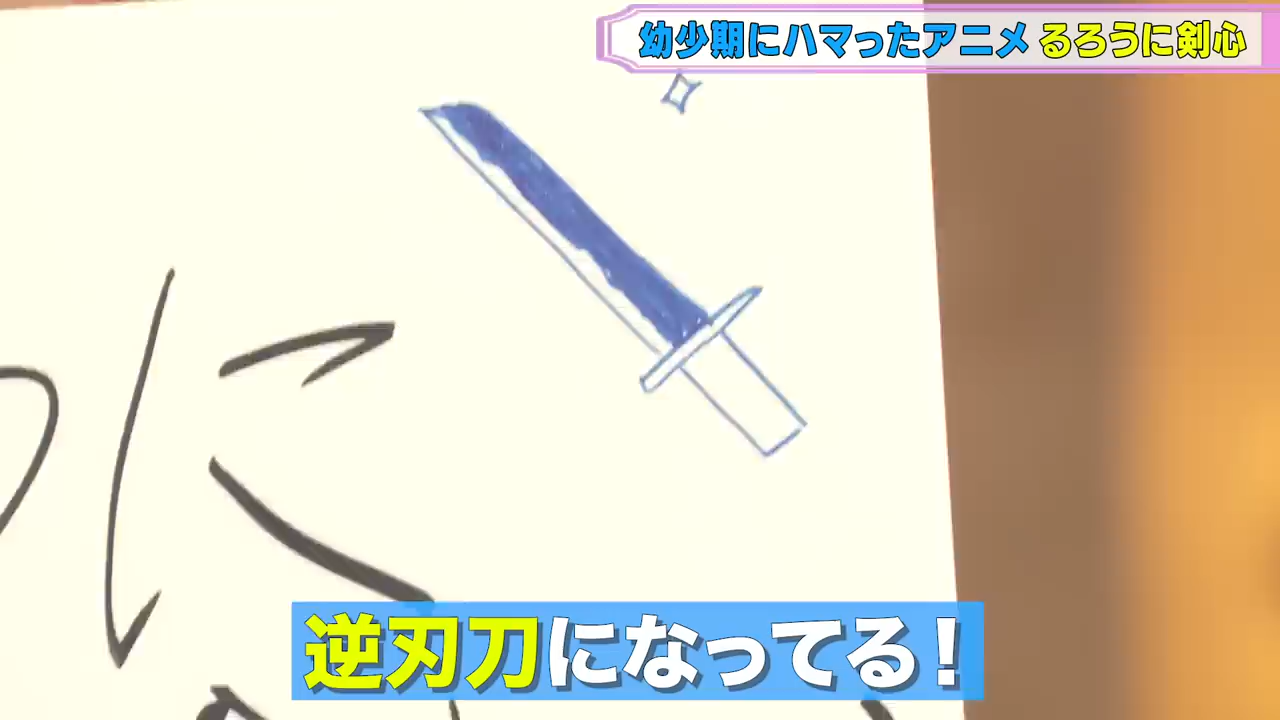 幼少期にハマったアニメ るろうに剣心
に
逆刃刀になってる!